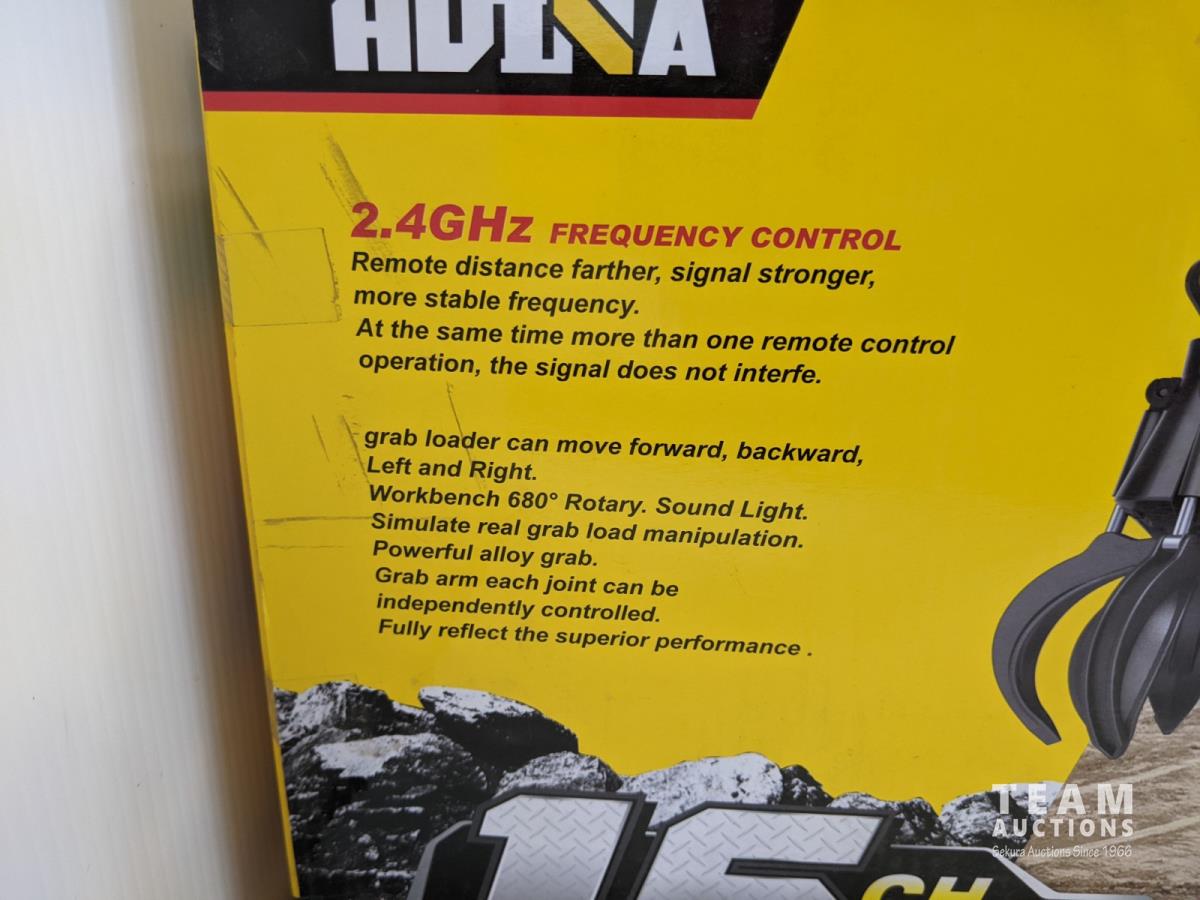 HUINA
2.4GHz FREQUENCY CONTROL
Remote distance farther, signal stronger,
more stable frequency.
At the same time more than one remote control
operation, the signal does not interfe.
grab loader can move forward, backward,
Left and Right.
Workbench 680° Rotary. Sound Light.
Simulate real grab load manipulation.
Powerful alloy grab.
Grab arm each joint can be
independently controlled.
Fully reflect the superior performance .
TEAM
AUCTIONS
Gekura Auctions Since 1966
CH